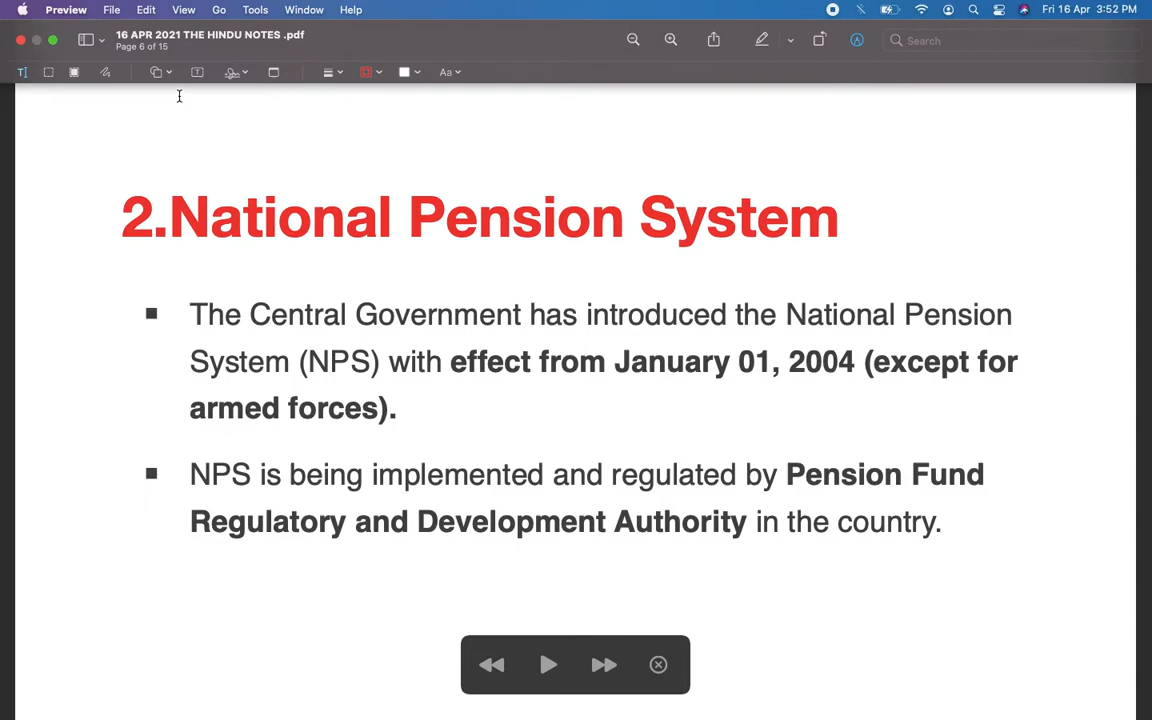 Preview File Edit View Go Tools Window Help Fri 16 Apr 3:52 PM
16 APR 2021 THE HINDU NOTES .pdf
Page 6 of 15
Search
Aa
2.National Pension System
▪ The Central Government has introduced the National Pension
System (NPS) with effect from January 01, 2004 (except for
armed forces).
▪ NPS is being implemented and regulated by Pension Fund
Regulatory and Development Authority in the country.